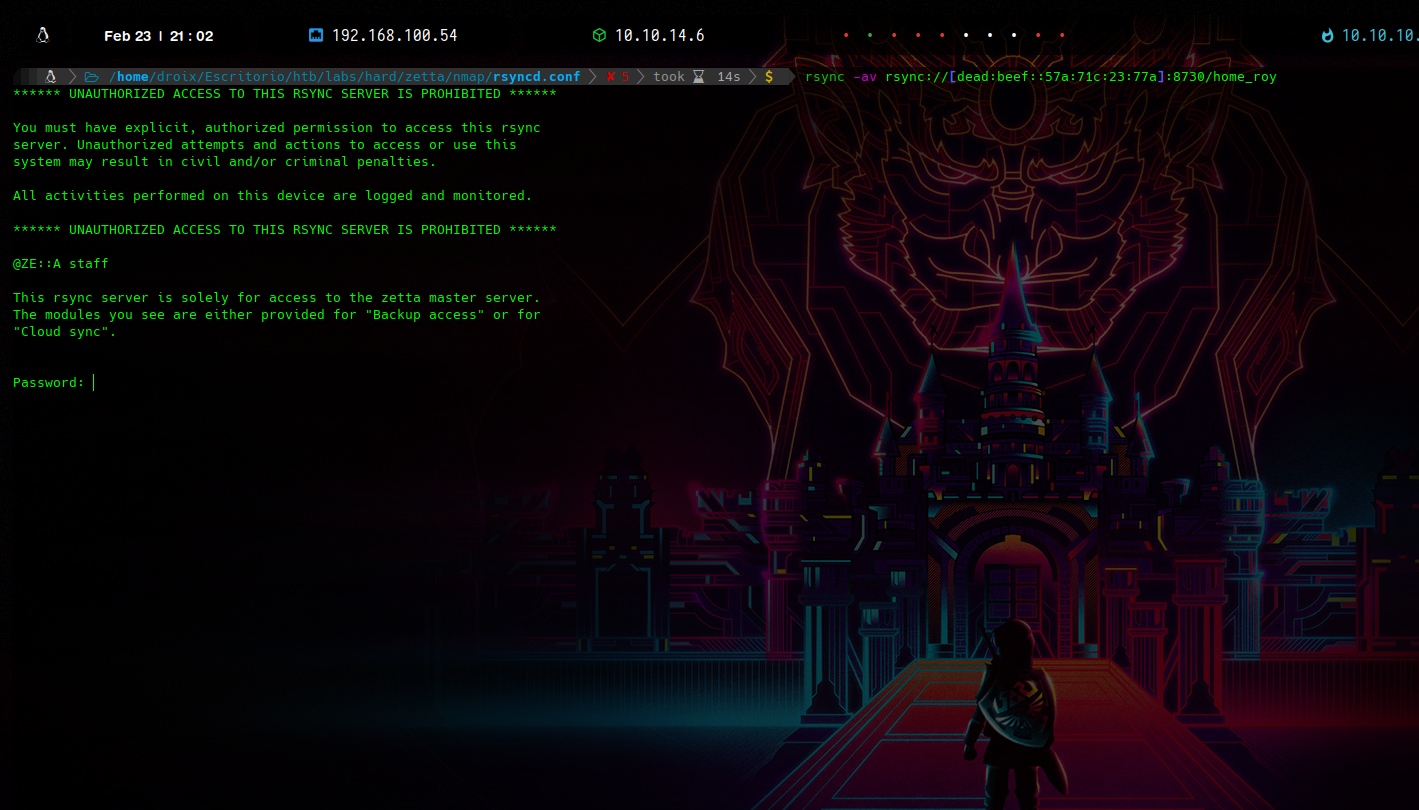 Feb 23 | 21 : 02 192.168.100.54 10.10.14.6 10.10.10.
/home/droix/Escritorio/htb/labs/hard/zetta/nmap/rsyncd.conf ✘ 5 took 14s $ rsync -av rsync://[dead:beef::57a:71c:23:77a]:8730/home_roy
****** UNAUTHORIZED ACCESS TO THIS RSYNC SERVER IS PROHIBITED ******
You must have explicit, authorized permission to access this rsync
server. Unauthorized attempts and actions to access or use this
system may result in civil and/or criminal penalties.
All activities performed on this device are logged and monitored.
****** UNAUTHORIZED ACCESS TO THIS RSYNC SERVER IS PROHIBITED ******
@ZE::A staff
This rsync server is solely for access to the zetta master server.
The modules you see are either provided for "Backup access" or for
"Cloud sync".
Password: